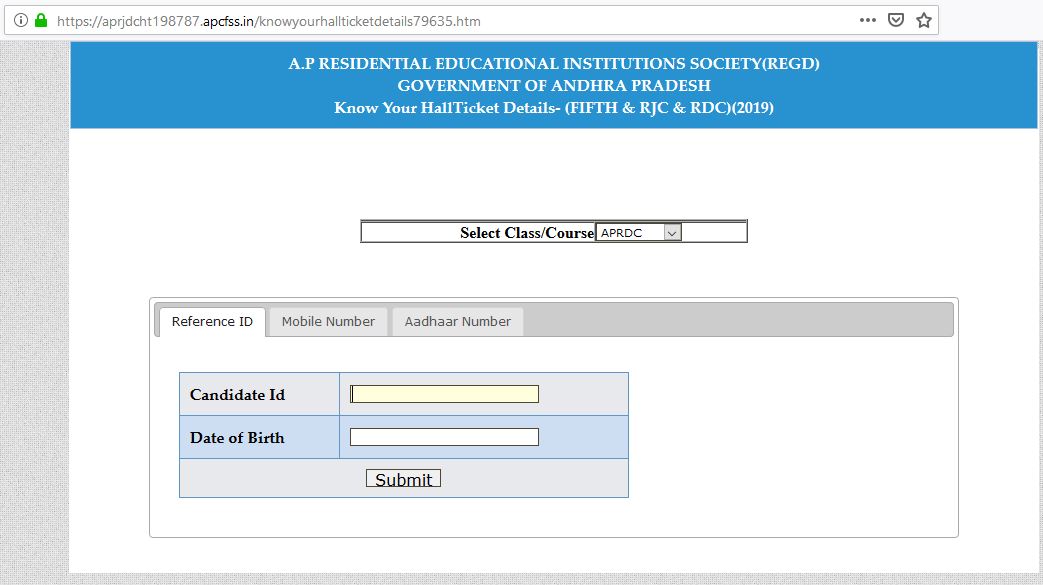 https://aprjdcht198787.apcfss.in/knowyourhallticketdetails79635.htm
A.P RESIDENTIAL EDUCATIONAL INSTITUTIONS SOCIETY(REGD)
GOVERNMENT OF ANDHRA PRADESH
Know Your HallTicket Details- (FIFTH & RJC & RDC)(2019)
Select Class/Course APRDC
Reference ID Mobile Number Aadhaar Number
Candidate Id
Date of Birth
Submit